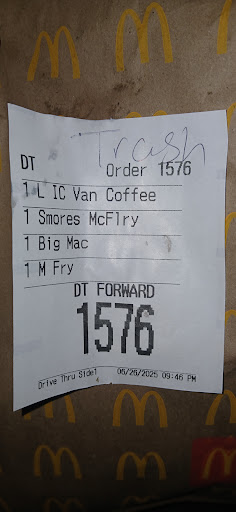 Trash
DT Order 1576
1 L IC Van Coffee
1 Smores McFlry
1 Big Mac
1 M Fry
DT FORWARD
1576
Drive Thru Side1 06/26/2025 09:46 PM